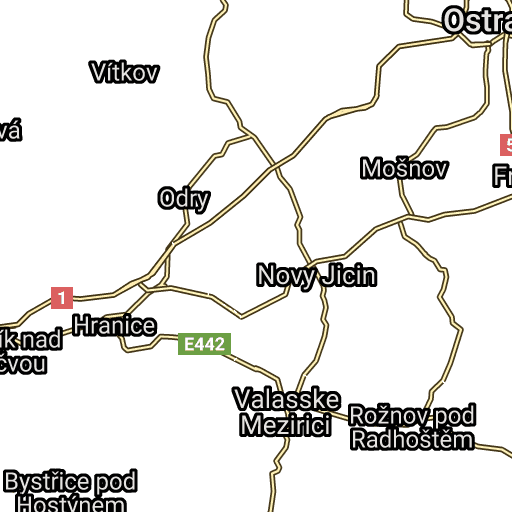 Ostra
Vítkov
vá
5
Mošnov
Fr
Odry
Novy Jicin
1
Hranice
ík nad
čvou
E442
Valasske
Mezirici
Rožnov pod
Radhoštěm
Bystřice pod
Hostýnem